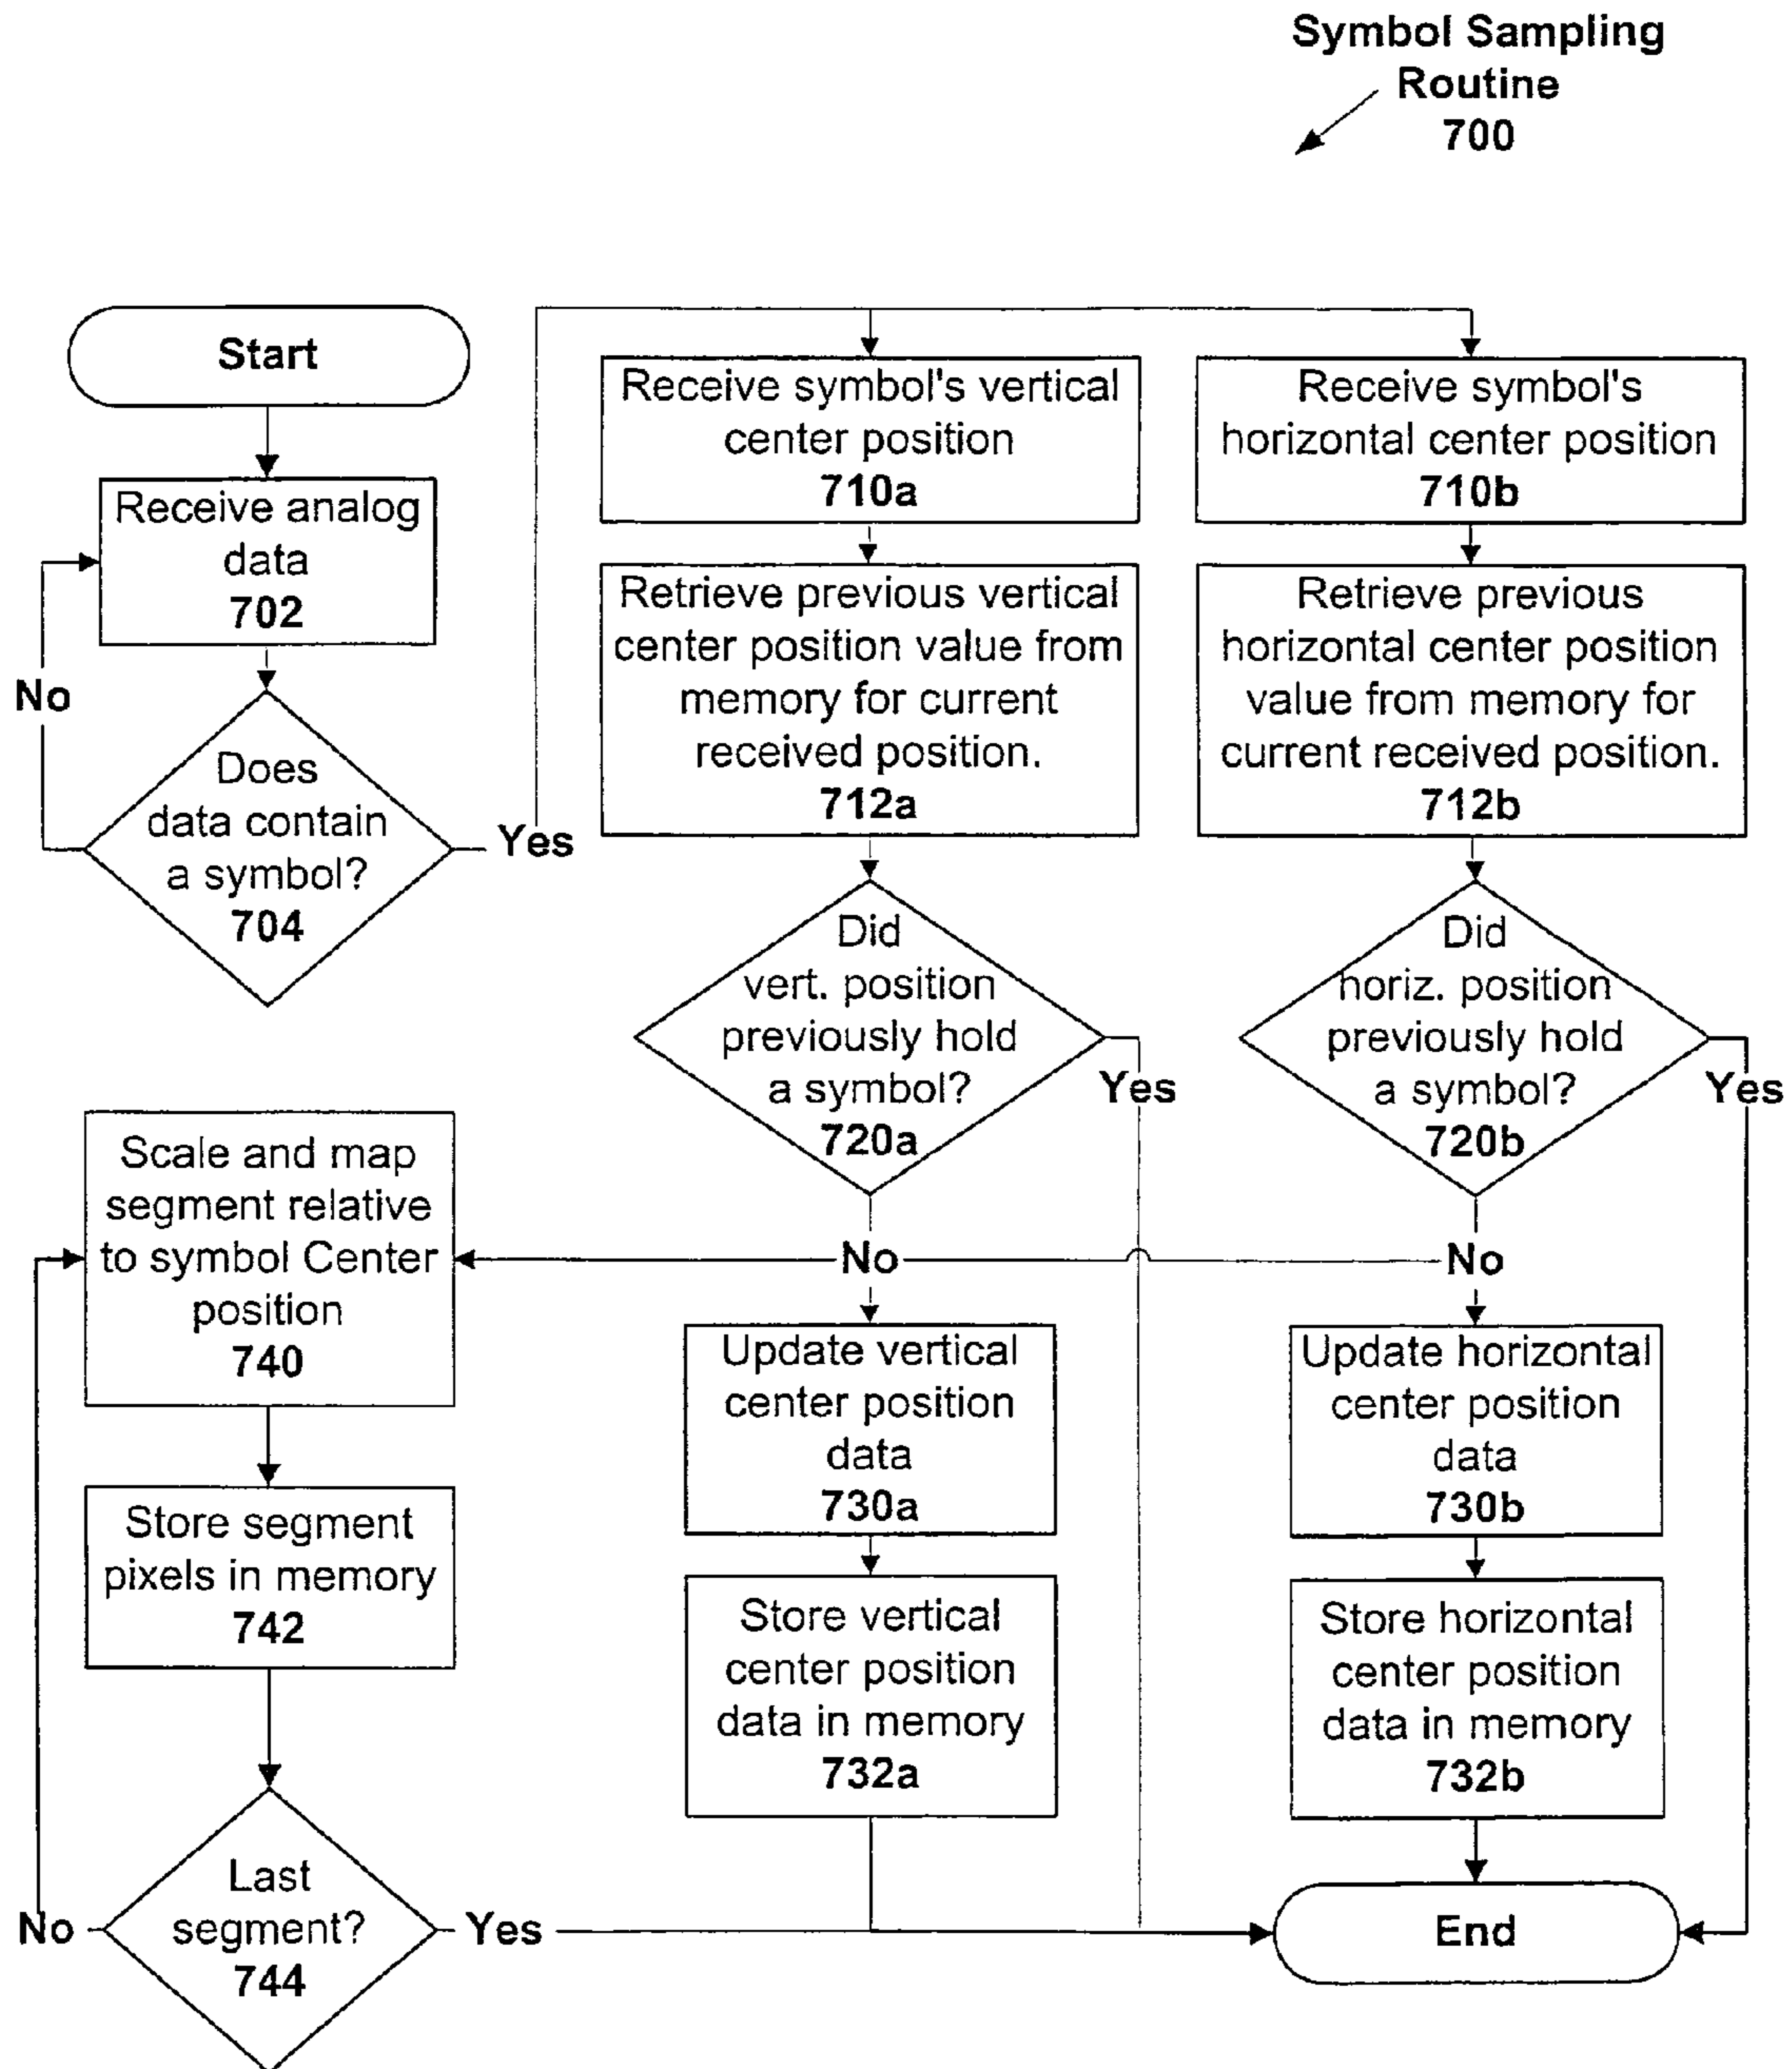 Symbol Sampling
Routine
700
Start
Receive analog
data
702
No
Does
data contain
a symbol?
704
Yes
Receive symbol's vertical
center position
710a
Retrieve previous vertical
center position value from
memory for current
received position.
712a
Did
vert. position
previously hold
a symbol?
720a
Yes
No
Update vertical
center position
data
730a
Store vertical
center position
data in memory
732a
Receive symbol's
horizontal center position
710b
Retrieve previous
horizontal center position
value from memory for
current received position.
712b
Did
horiz. position
previously hold
a symbol?
720b
Yes
No
Update horizontal
center position
data
730b
Store horizontal
center position
data in memory
732b
Scale and map
segment relative
to symbol Center
position
740
Store segment
pixels in memory
742
Last
segment?
744
No
Yes
End